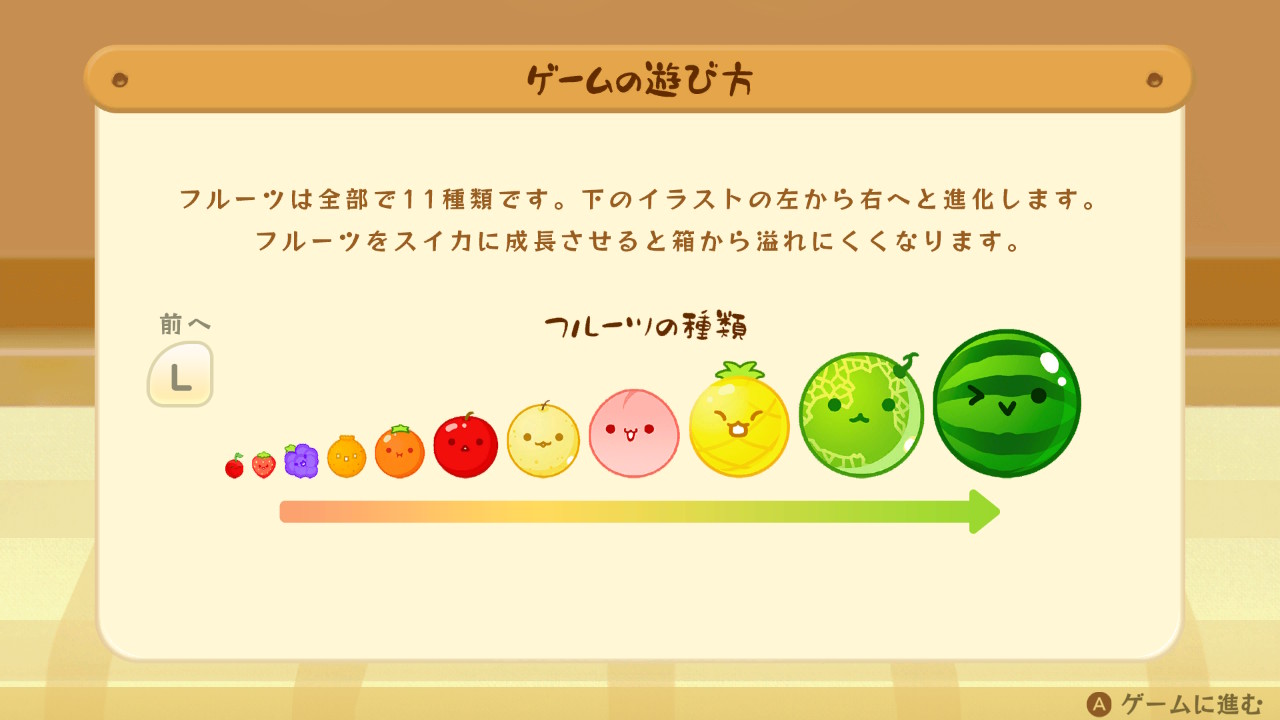 ゲームの遊び方
フルーツは全部で11種類です。下のイラストの左から右へと進化します。
フルーツをスイカに成長させると箱から溢れにくくなります。
前へ
L
フルーツの種類
A ゲームに進む